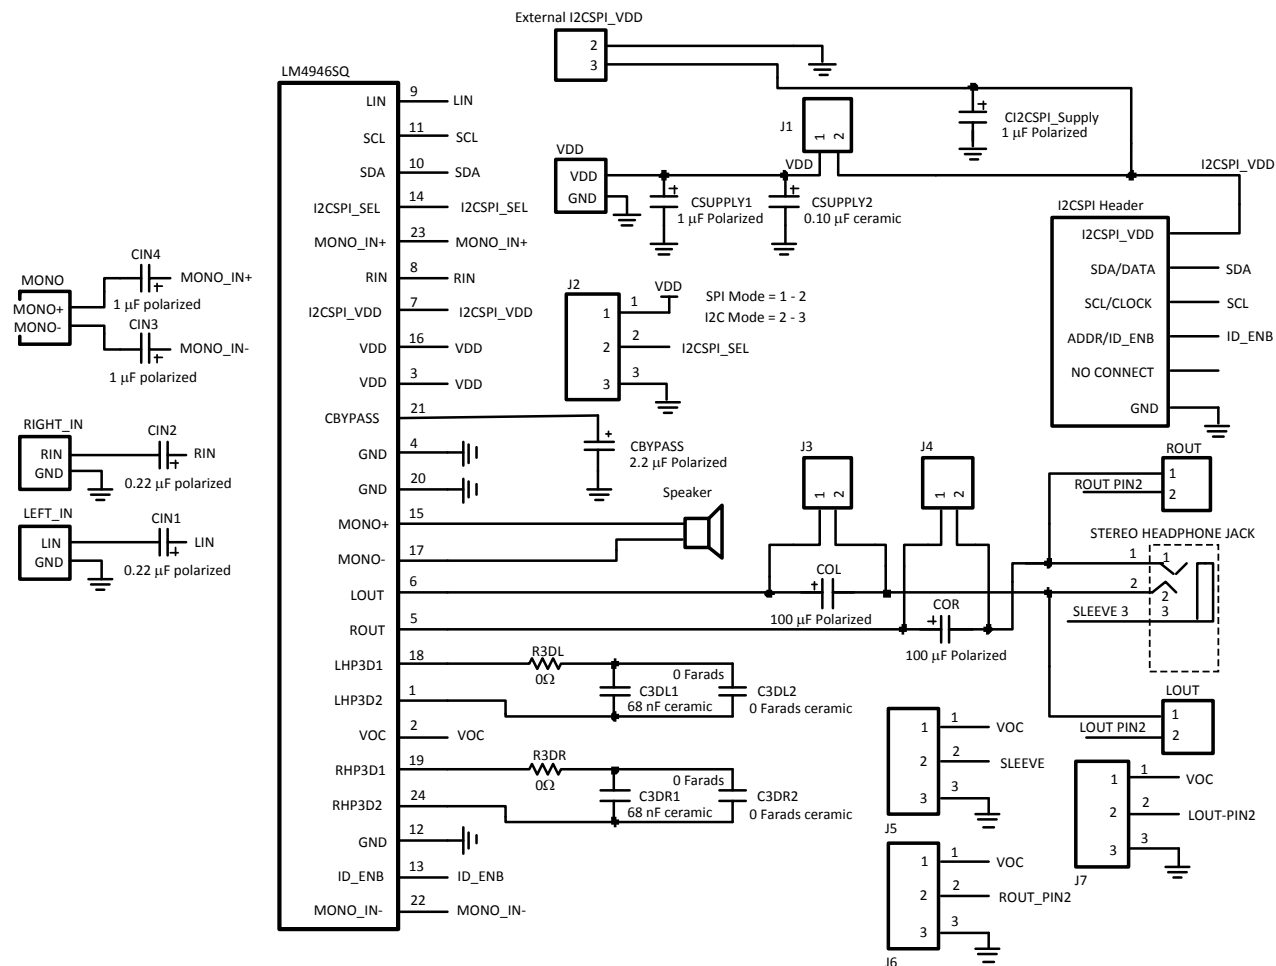 External I2CSPI_VDD
2
3
LM4946SQ
LIN 9 LIN
SCL 11 SCL
SDA 10 SDA
I2CSPI_SEL 14 I2CSPI_SEL
MONO_IN+ 23 MONO_IN+
RIN 8 RIN
I2CSPI_VDD 7 I2CSPI_VDD
VDD 16 VDD
VDD 3 VDD
CBYPASS 21
GND 4
GND 20
MONO+ 15
MONO- 17
LOUT 6
ROUT 5
LHP3D1 18
LHP3D2 1
VOC 2 VOC
RHP3D1 19
RHP3D2 24
GND 12
ID_ENB 13 ID_ENB
MONO_IN- 22 MONO_IN-
MONO
MONO+
MONO-
CIN4
+
MONO_IN+
1 µF polarized
CIN3
+
MONO_IN-
1 µF polarized
RIGHT_IN
RIN
GND
CIN2
+
RIN
0.22 µF polarized
LEFT_IN
LIN
GND
CIN1
+
LIN
0.22 µF polarized
J1
1 2
VDD
VDD
VDD
GND
+
CSUPPLY1
1 µF Polarized
+
CSUPPLY2
0.10 µF ceramic
+
CI2CSPI_Supply
1 µF Polarized
I2CSPI_VDD
I2CSPI Header
I2CSPI_VDD
SDA/DATA SDA
SCL/CLOCK SCL
ADDR/ID_ENB ID_ENB
NO CONNECT
GND
J2
1 1 VDD
2 2 I2CSPI_SEL
3 3
SPI Mode = 1 - 2
I2C Mode = 2 - 3
+
CBYPASS
2.2 µF Polarized
Speaker
J3
1 2
J4
1 2
COL
+
100 µF Polarized
COR
+
100 µF Polarized
ROUT
1
2
ROUT PIN2
STEREO HEADPHONE JACK
1 1
2 2
SLEEVE 3 3
LOUT
1
2
LOUT PIN2
R3DL
0Ω
C3DL1
68 nF ceramic
0 Farads
C3DL2
0 Farads ceramic
R3DR
0Ω
C3DR1
68 nF ceramic
0 Farads
C3DR2
0 Farads ceramic
1 1 VOC
2 2 SLEEVE
3 3
J5
1 1 VOC
2 2 ROUT_PIN2
3 3
J6
1 1 VOC
2 2 LOUT-PIN2
3 3
J7